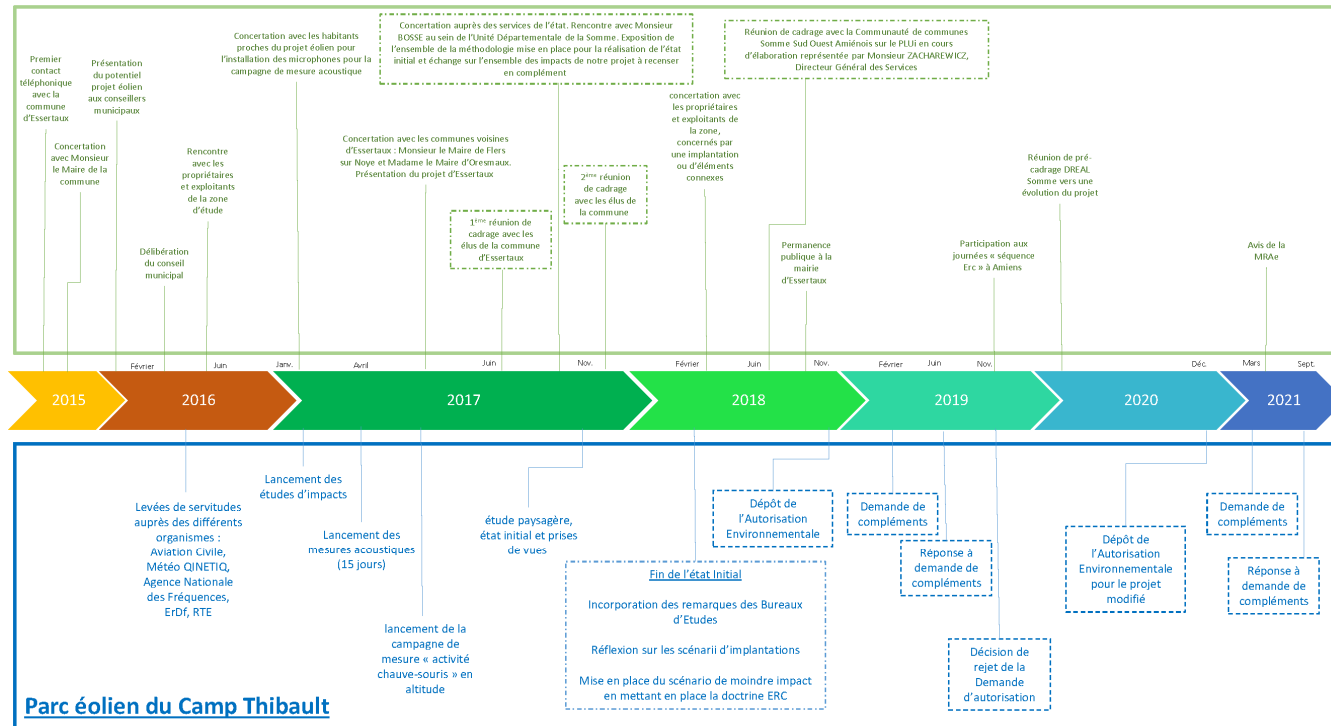 Premier
contact
téléphonique
avec la
commune
d'Essertaux
Concertation
avec Monsieur
le Maire de la
commune
Présentation
du potentiel
projet éolien
aux conseillers
municipaux
Délibération
du conseil
municipal
Rencontre
avec les
propriétaires
et exploitants
de la zone
d'étude
Concertation avec les habitants
proches du projet éolien pour
l'installation des microphones pour la
campagne de mesure acoustique
Concertation auprès des services de l'état. Rencontre avec Monsieur
BOSSE au sein de l'Unité Départementale de la Somme. Exposition de
l'ensemble de la méthodologie mise en place pour la réalisation de l'état
initial et échange sur l'ensemble des impacts de notre projet à recenser
en complément
Concertation avec les communes voisines
d'Essertaux : Monsieur le Maire de Flers
sur Noye et Madame le Maire d'Oresmaux.
Présentation du projet d'Essertaux
1ème réunion de
cadrage avec les
élus de la commune
d'Essertaux
2ème réunion
de cadrage
avec les élus de
la commune
concertation avec
les propriétaires
et exploitants de
la zone,
concernés par
une implantation
ou d'éléments
connexes
Réunion de cadrage avec la Communauté de communes
Somme Sud Ouest Amiénois sur le PLUi en cours
d'élaboration représentée par Monsieur ZACHAREWICZ,
Directeur Général des Services
Permanence
publique à la
mairie
d'Essertaux
Participation aux
journées « séquence
Erc » à Amiens
Réunion de pré-
cadrage DREAL
Somme vers une
évolution du projet
Avis de la
MRAe
Février
Juin
Janv.
Avril
Juin
Nov.
Février
Juin
Nov.
Février
Juin
Nov.
Déc.
Mars
Sept.
2015
2016
2017
2018
2019
2020
2021
Levées de servitudes
auprès des différents
organismes :
Aviation Civile,
Météo QINETIQ,
Agence Nationale
des Fréquences,
ErDf, RTE
Lancement des
études d'impacts
Lancement des
mesures acoustiques
(15 jours)
lancement de la
campagne de
mesure « activité
chauve-souris » en
altitude
étude paysagère,
état initial et prises
de vues
Fin de l'état Initial
Incorporation des remarques des Bureaux
d'Etudes
Réflexion sur les scénarii d'implantations
Mise en place du scénario de moindre impact
en mettant en place la doctrine ERC
Dépôt de
l'Autorisation
Environnementale
Demande de
compléments
Réponse à
demande de
compléments
Décision de
rejet de la
Demande
d'autorisation
Dépôt de
l'Autorisation
Environnementale
pour le projet
modifié
Demande de
compléments
Réponse à
demande de
compléments
Parc éolien du Camp Thibault